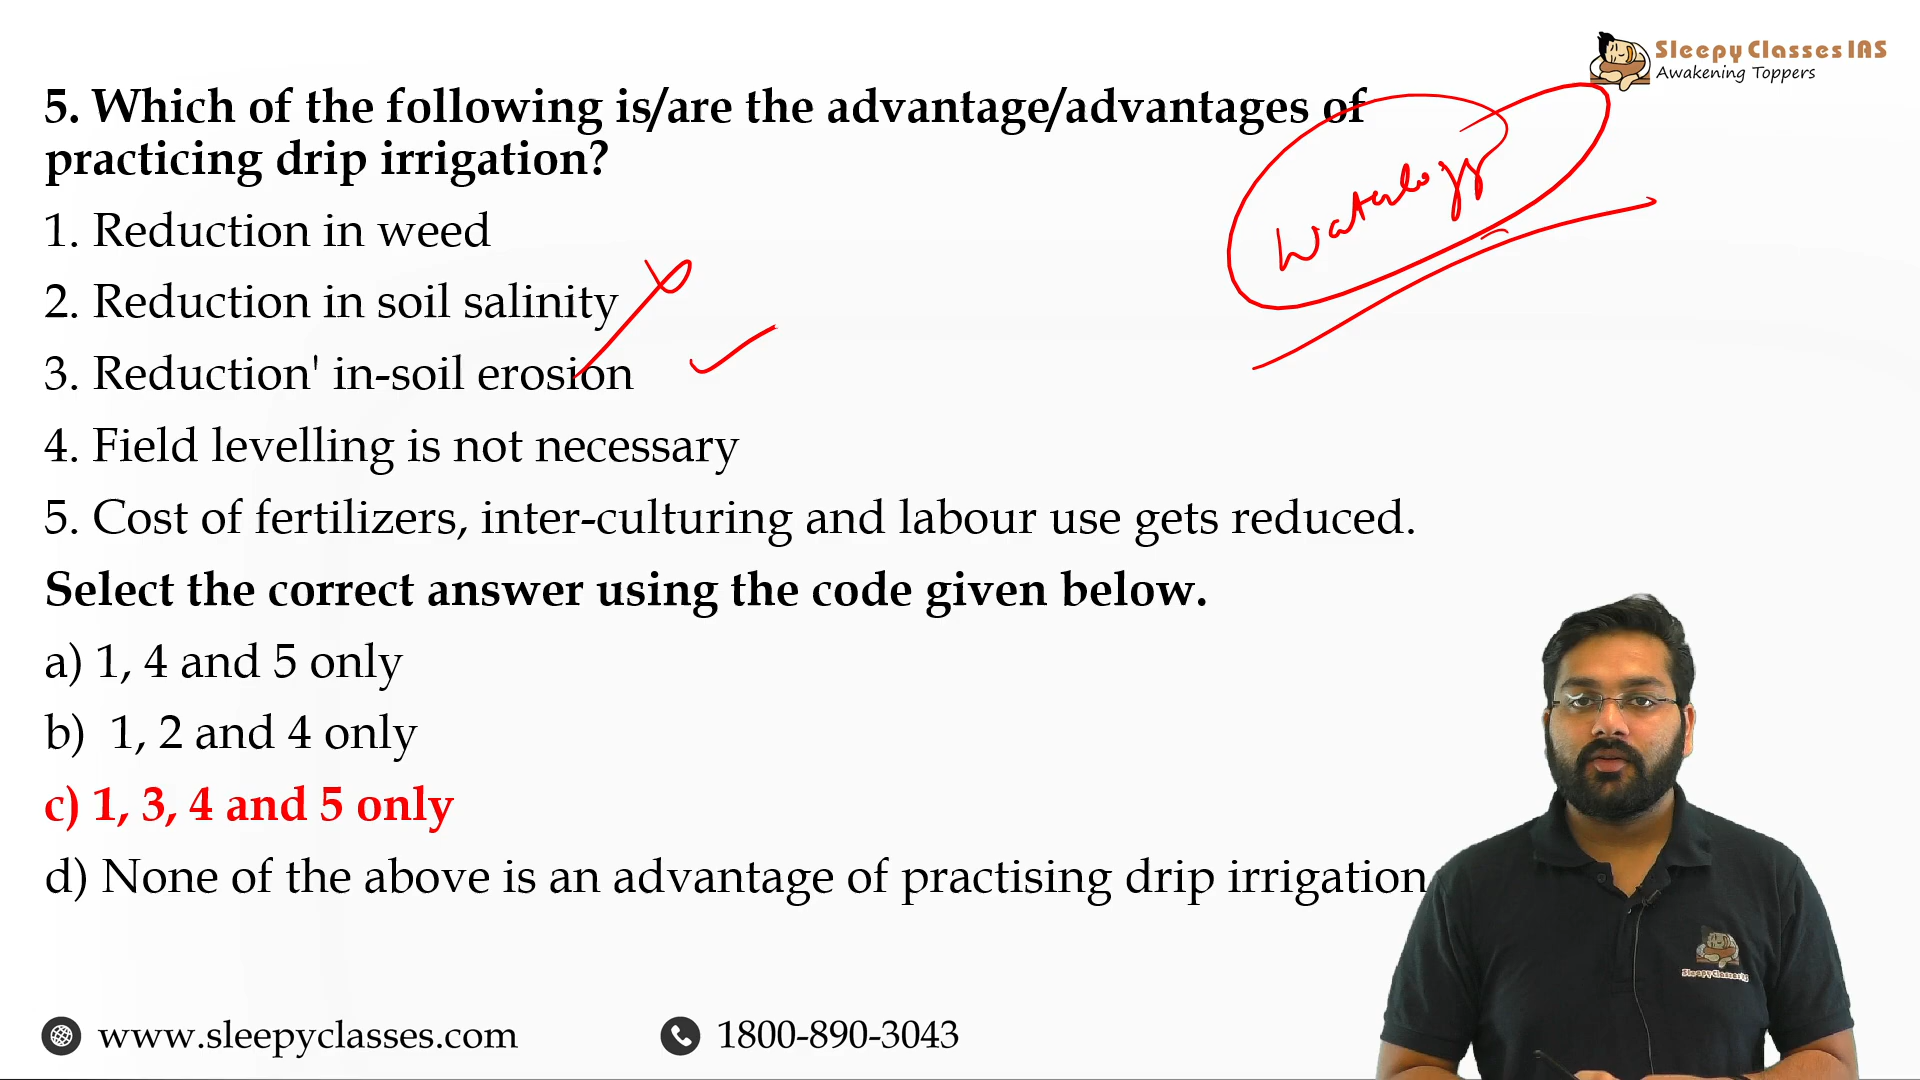 Sleepy Classes IAS
Awakening Toppers
5. Which of the following is/are the advantage/advantages of
practicing drip irrigation?
1. Reduction in weed
2. Reduction in soil salinity
3. Reduction' in-soil erosion
4. Field levelling is not necessary
5. Cost of fertilizers, inter-culturing and labour use gets reduced.
Select the correct answer using the code given below.
a) 1, 4 and 5 only
b) 1, 2 and 4 only
c) 1, 3, 4 and 5 only
d) None of the above is an advantage of practising drip irrigation
www.sleepyclasses.com
1800-890-3043